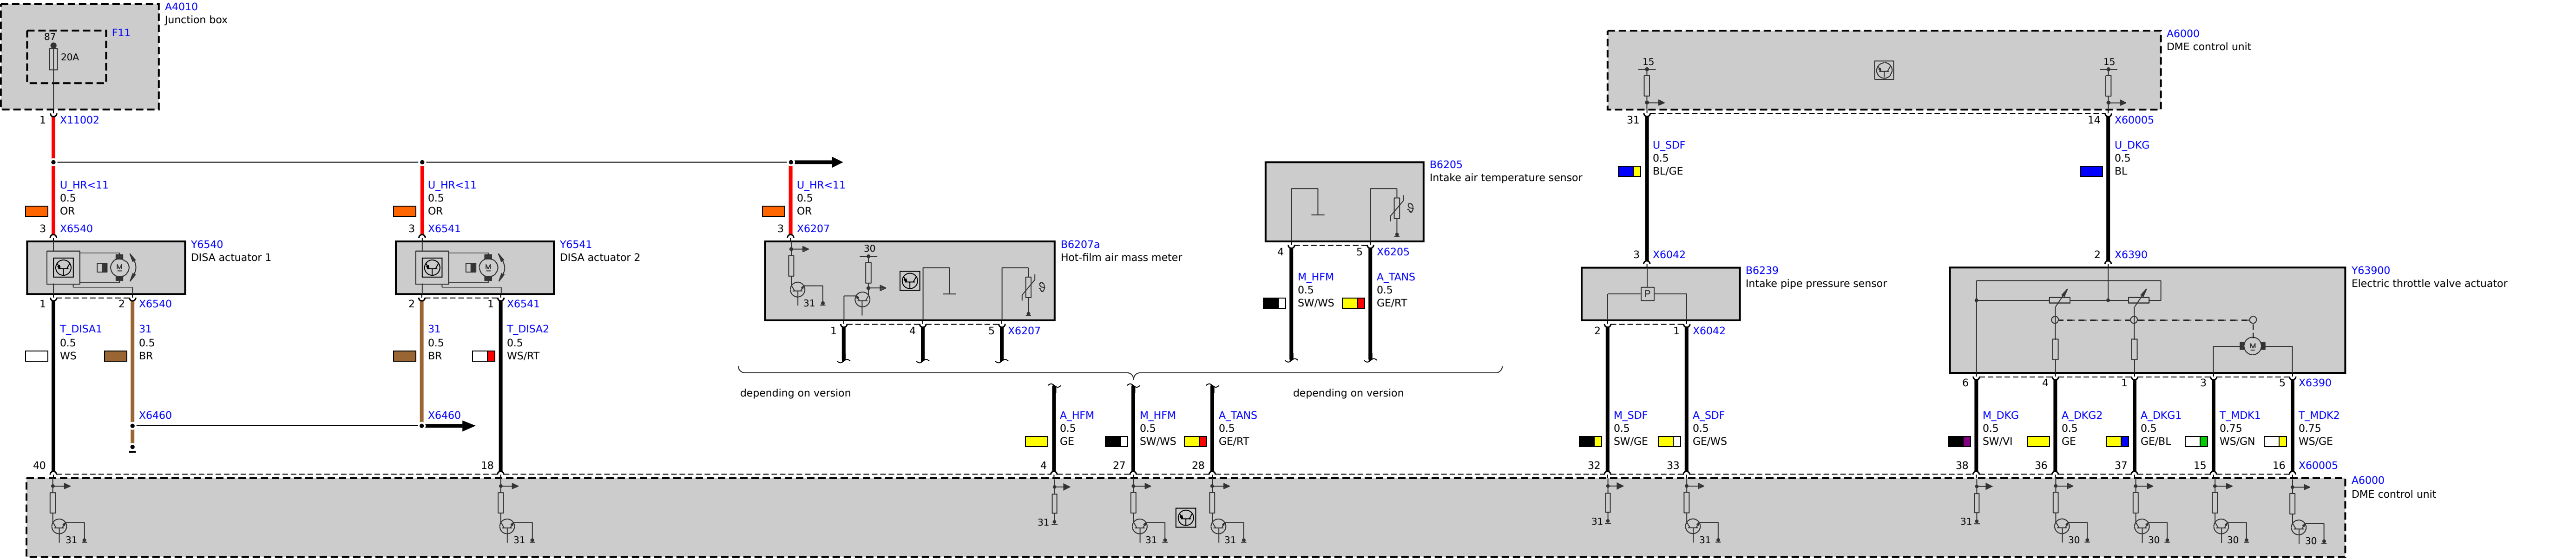 A4010
Junction box
F11
87
20A
1 X11002
A6000
DME control unit
15
15
31
14 X60005
U_SDF
0.5
BL/GE
U_DKG
0.5
BL
U_HR<11
0.5
OR
U_HR<11
0.5
OR
U_HR<11
0.5
OR
3 X6540
3 X6541
3 X6207
B6205
Intake air temperature sensor
4
5 X6205
M_HFM
0.5
SW/WS
A_TANS
0.5
GE/RT
3 X6042
2 X6390
Y6540
DISA actuator 1
M
Y6541
DISA actuator 2
M
B6207a
Hot-film air mass meter
30
31
B6239
Intake pipe pressure sensor
P
Y63900
Electric throttle valve actuator
M
1
2 X6540
2
1 X6541
1
4
5 X6207
2
1 X6042
6
4
1
3
5 X6390
T_DISA1
0.5
WS
31
0.5
BR
31
0.5
BR
T_DISA2
0.5
WS/RT
depending on version
depending on version
X6460
X6460
A_HFM
0.5
GE
M_HFM
0.5
SW/WS
A_TANS
0.5
GE/RT
M_SDF
0.5
SW/GE
A_SDF
0.5
GE/WS
M_DKG
0.5
SW/VI
A_DKG2
0.5
GE
A_DKG1
0.5
GE/BL
T_MDK1
0.75
WS/GN
T_MDK2
0.75
WS/GE
40
18
4
27
28
32
33
38
36
37
15
16 X60005
A6000
DME control unit
31
31
31
31
31
31
31
31
30
30
30
30